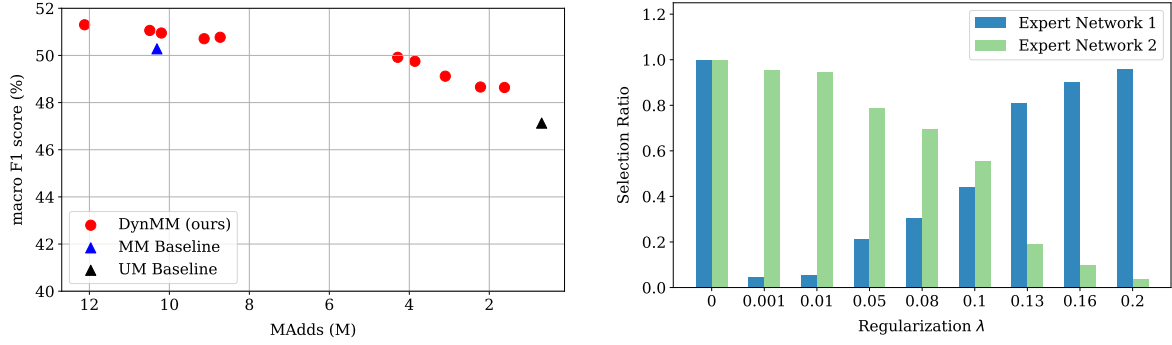 52
50
48
46
44
42
40
macro F1 score (%)
DynMM (ours)
MM Baseline
UM Baseline
12 10 8 6 4 2
MAdds (M)
1.2
1.0
0.8
0.6
0.4
0.2
0.0
Selection Ratio
Expert Network 1
Expert Network 2
0 0.001 0.01 0.05 0.08 0.1 0.13 0.16 0.2
Regularization λ